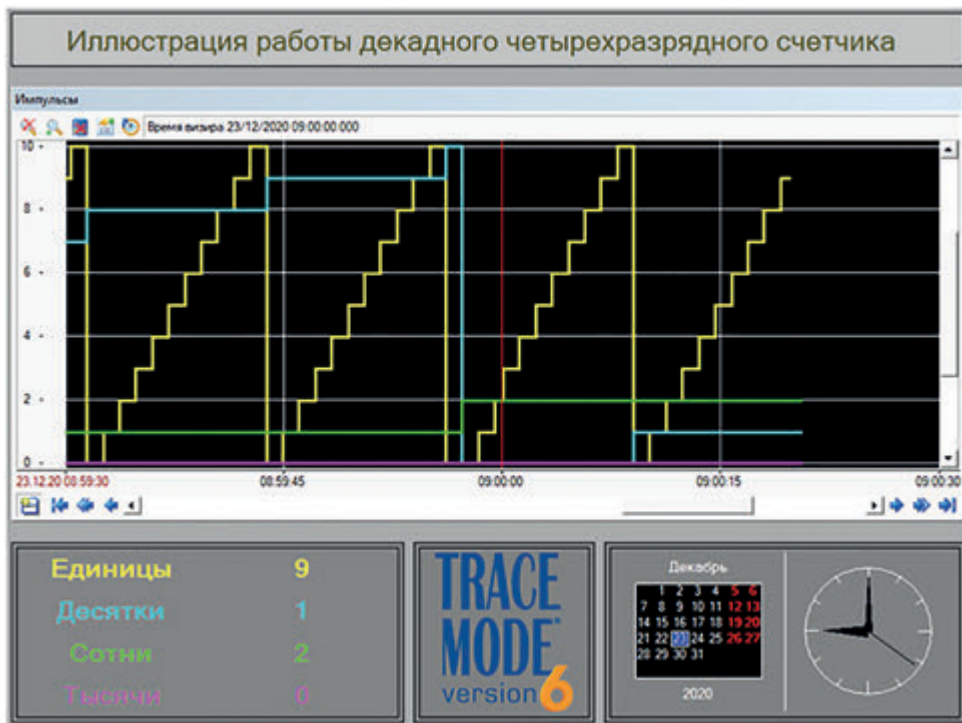 Иллюстрация работы декадного четырехразрядного счетчика
Импульсы
Время визира 23/12/2020 09:00:00 000
10
8
6
4
2
0
23.12.20 08:59:30 08:59:45 09:00:00 09:00:15 09:00:30
Единицы 9
Десятки 1
Сотни 2
Тысячи 0
TRACE
MODE
version 6
Декабрь
1 2 3 4 5 6
7 8 9 10 11 12 13
14 15 16 17 18 19 20
21 22 23 24 25 26 27
28 29 30 31
2020